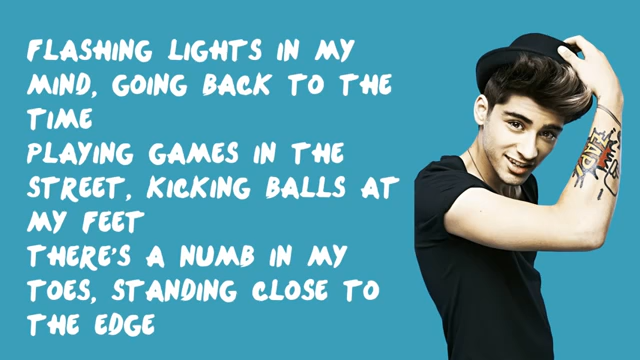 FLASHING LIGHTS IN MY
MIND, GOING BACK TO THE
TIME
PLAYING GAMES IN THE
STREET, KICKING BALLS AT
MY FEET
THERE'S A NUMB IN MY
TOES, STANDING CLOSE TO
THE EDGE